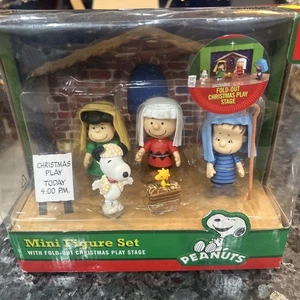 FOLD-OUT
CHRISTMAS PLAY
STAGE
CHRISTMAS
PLAY
TODAY
4:00 P.M.
Mini Figure Set
WITH FOLD-OUT CHRISTMAS PLAY STAGE
PEANUTS